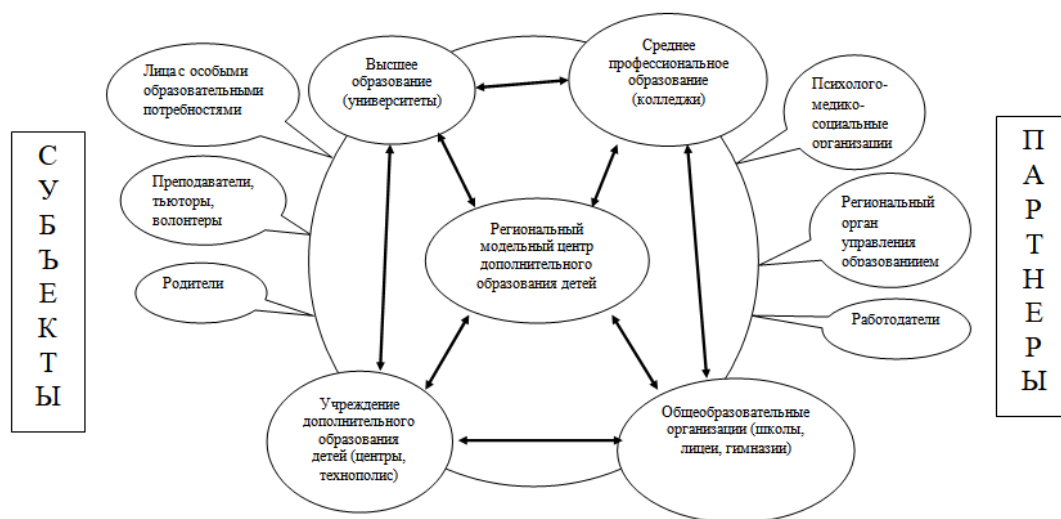 СУБЪЕКТЫ
Лица с особыми
образовательными
потребностями
Преподаватели,
тьюторы,
волонтеры
Родители
Высшее
образование
(университеты)
Среднее
профессиональное
образование
(колледжи)
Региональный
модельный центр
дополнительного
образования детей
Учреждение
дополнительного
образования
детей (центры,
технополис)
Общеобразовательные
организации (школы,
лицеи, гимназии)
Психолого-
медико-
социальные
организации
Региональный
орган
управления
образованием
Работодатели
ПАРТНЕРЫ